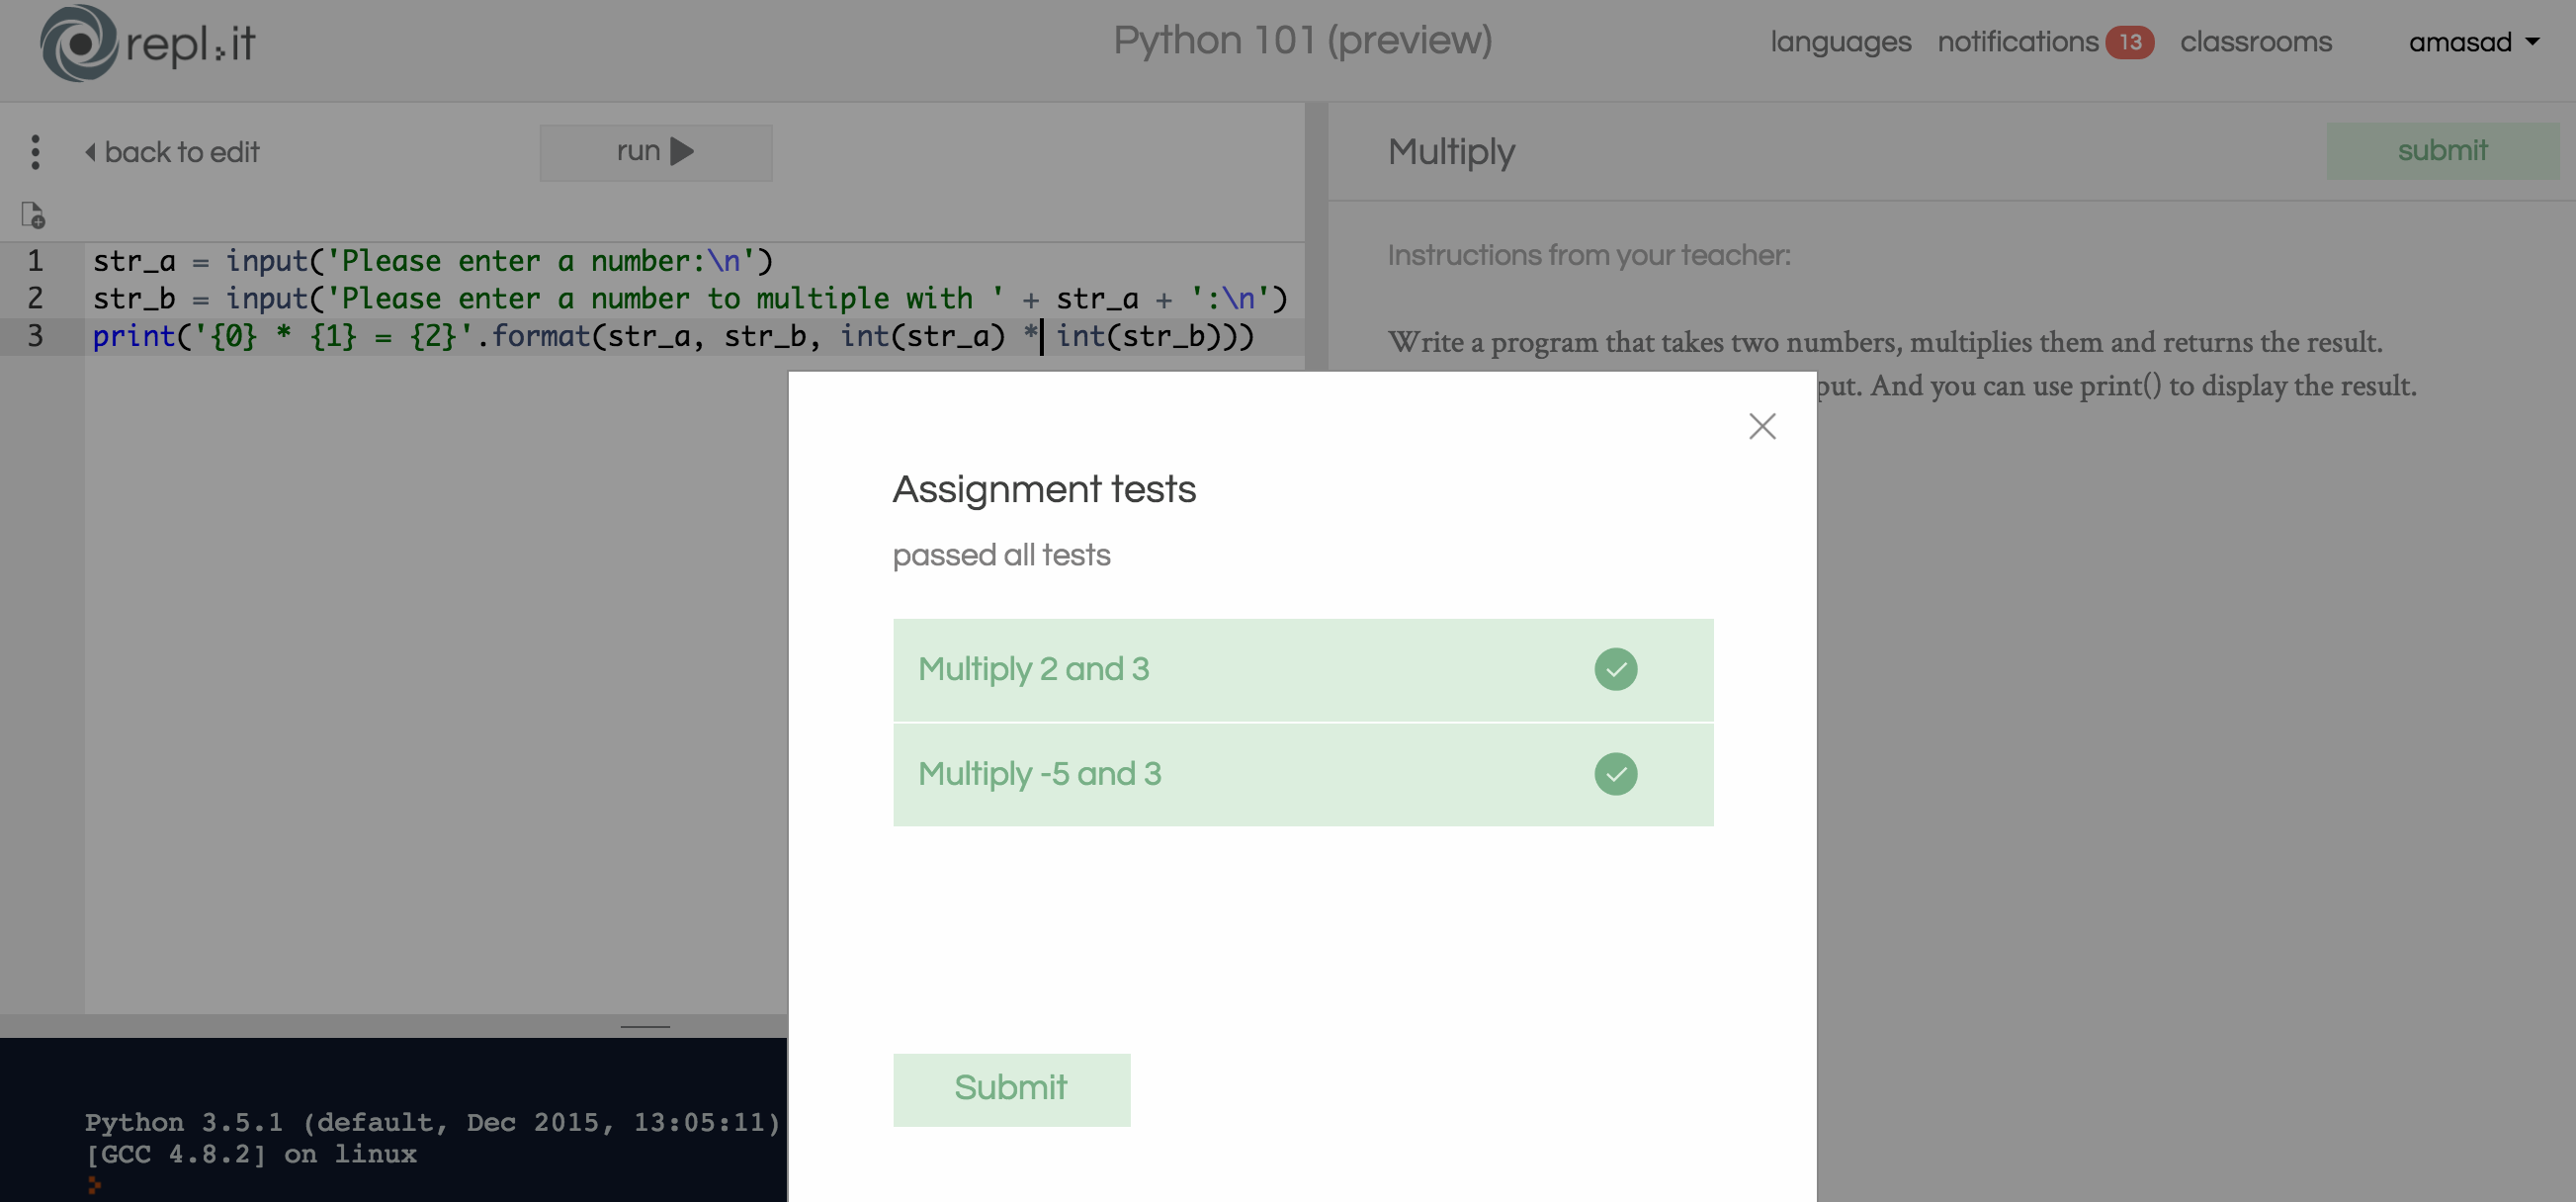 repl.it
Python 101 (preview)
languages
notifications 13
classrooms
amasad
back to edit
run
1 str_a = input('Please enter a number:\n')
2 str_b = input('Please enter a number to multiple with ' + str_a + ':\n')
3 print('{0} * {1} = {2}'.format(str_a, str_b, int(str_a) * int(str_b)))
Multiply
submit
Instructions from your teacher:
Write a program that takes two numbers, multiplies them and returns the result.
And you can use print() to display the result.
Assignment tests
passed all tests
Multiply 2 and 3
Multiply -5 and 3
Submit
Python 3.5.1 (default, Dec 2015, 13:05:11)
[GCC 4.8.2] on linux